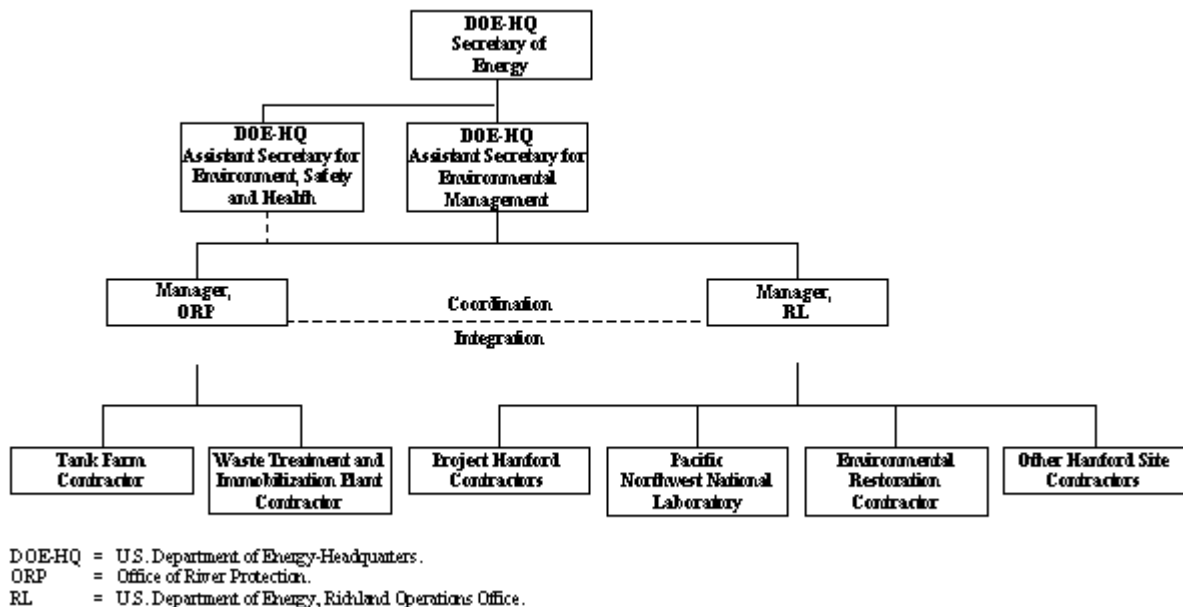 DOE-HQ
Secretary of
Energy
DOE-HQ
Assistant Secretary for
Environment, Safety
and Health
DOE-HQ
Assistant Secretary for
Environmental
Management
Manager,
ORP
Coordination
Integration
Manager,
RL
Tank Farm
Contractor
Waste Treatment and
Immobilization Plant
Contractor
Project Hanford
Contractors
Pacific
Northwest National
Laboratory
Environmental
Restoration
Contractor
Other Hanford Site
Contractors
DOE-HQ = U.S. Department of Energy-Headquarters.
ORP = Office of River Protection.
RL = U.S. Department of Energy, Richland Operations Office.